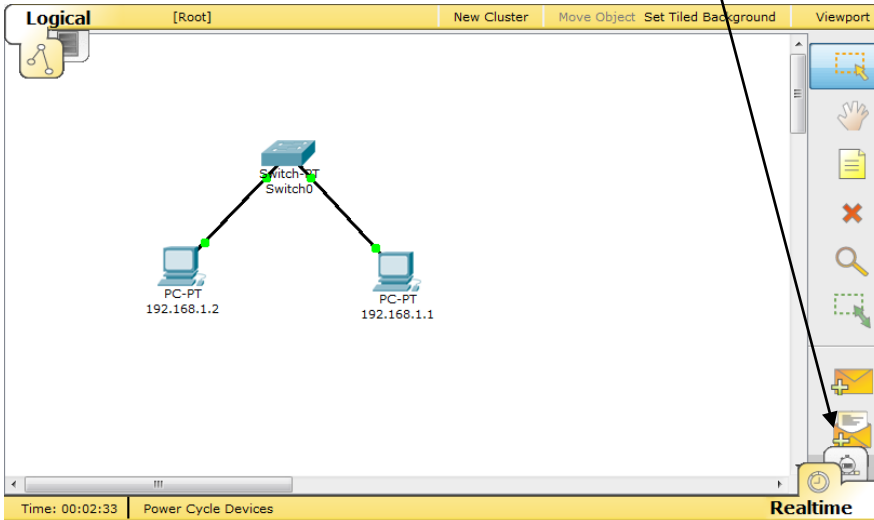 Logical [Root] New Cluster Move Object Set Tiled Background Viewport
Switch-PT
Switch0
PC-PT
192.168.1.2
PC-PT
192.168.1.1
Time: 00:02:33 Power Cycle Devices Realtime